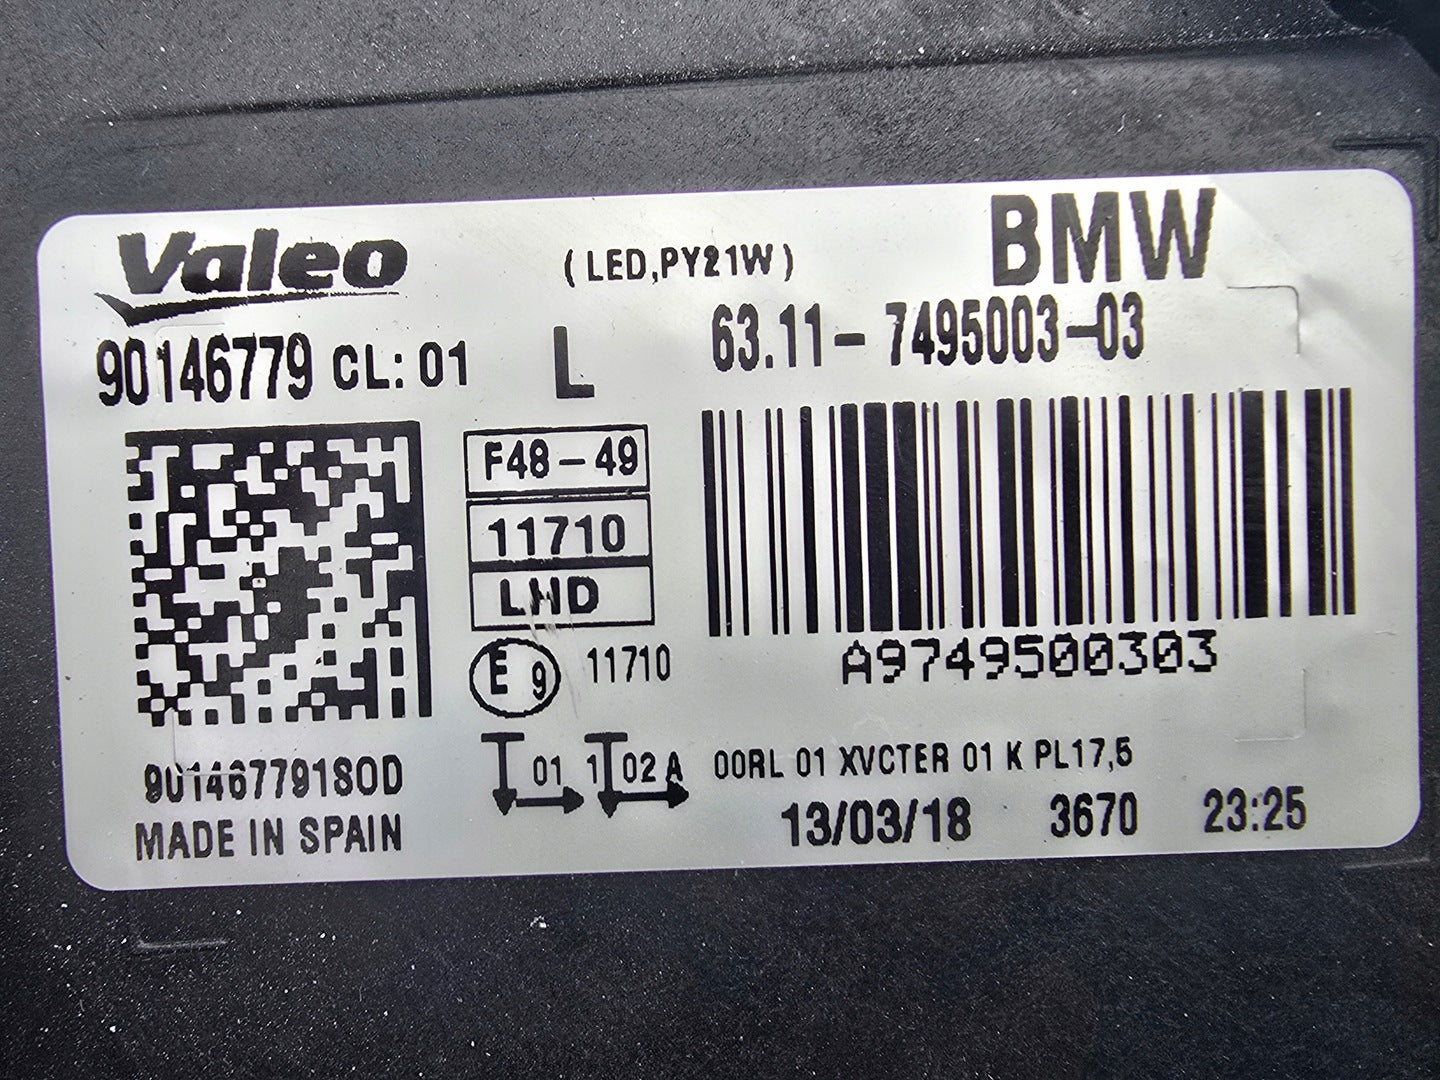 Valeo
(LED,PY21W)
BMW
90146779 CL: 01
L
63.11-7495003-03
F48-49
11710
LHD
E 9
11710
A9749500303
9014677918OD
MADE IN SPAIN
01 1 02 A
00RL 01 XVCTER 01 K PL17,5
13/03/18 3670 23:25